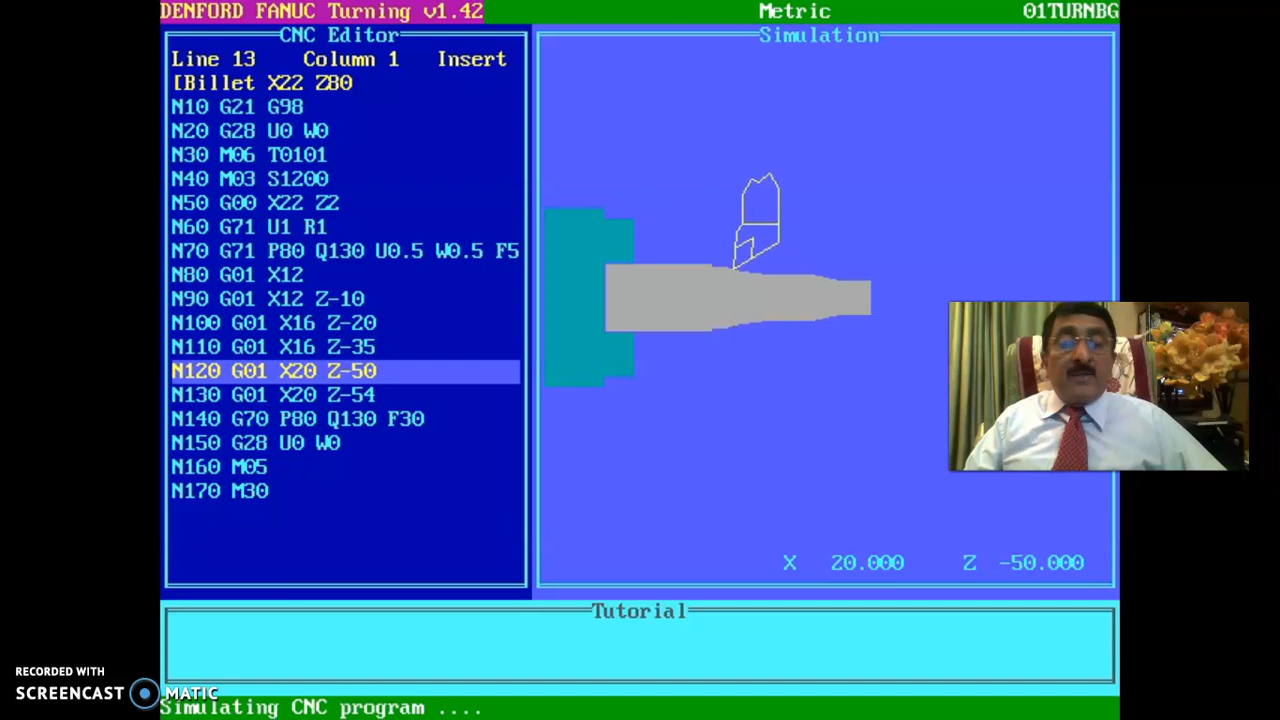 DENFORD FANUC Turning v1.42 Metric 01TURNBG
CNC Editor
Line 13 Column 1 Insert
[Billet X22 Z80
N10 G21 G98
N20 G28 U0 W0
N30 M06 T0101
N40 M03 S1200
N50 G00 X22 Z2
N60 G71 U1 R1
N70 G71 P80 Q130 U0.5 W0.5 F5
N80 G01 X12
N90 G01 X12 Z-10
N100 G01 X16 Z-20
N110 G01 X16 Z-35
N120 G01 X20 Z-50
N130 G01 X20 Z-54
N140 G70 P80 Q130 F30
N150 G28 U0 W0
N160 M05
N170 M30
Simulation
X 20.000 Z -50.000
Tutorial
RECORDED WITH
SCREENCAST MATIC
Simulating CNC program ....